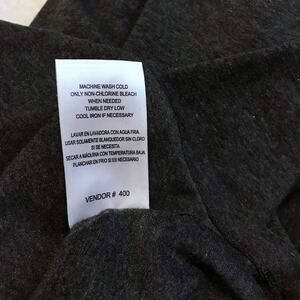 MACHINE WASH COLD
ONLY NON-CHLORINE BLEACH
WHEN NEEDED
TUMBLE DRY LOW
COOL IRON IF NECESSARY
LAVAR EN LAVADORA CON AGUA FRIA
USAR SOLAMENTE BLANQUEDOR SIN CLORO
SI SE NECESITA
SECAR A MÁQUINA CON TEMPERATURA BAJA
PLANCHAR EN FRIO SI ES NECESSARIO
VENDOR # 400